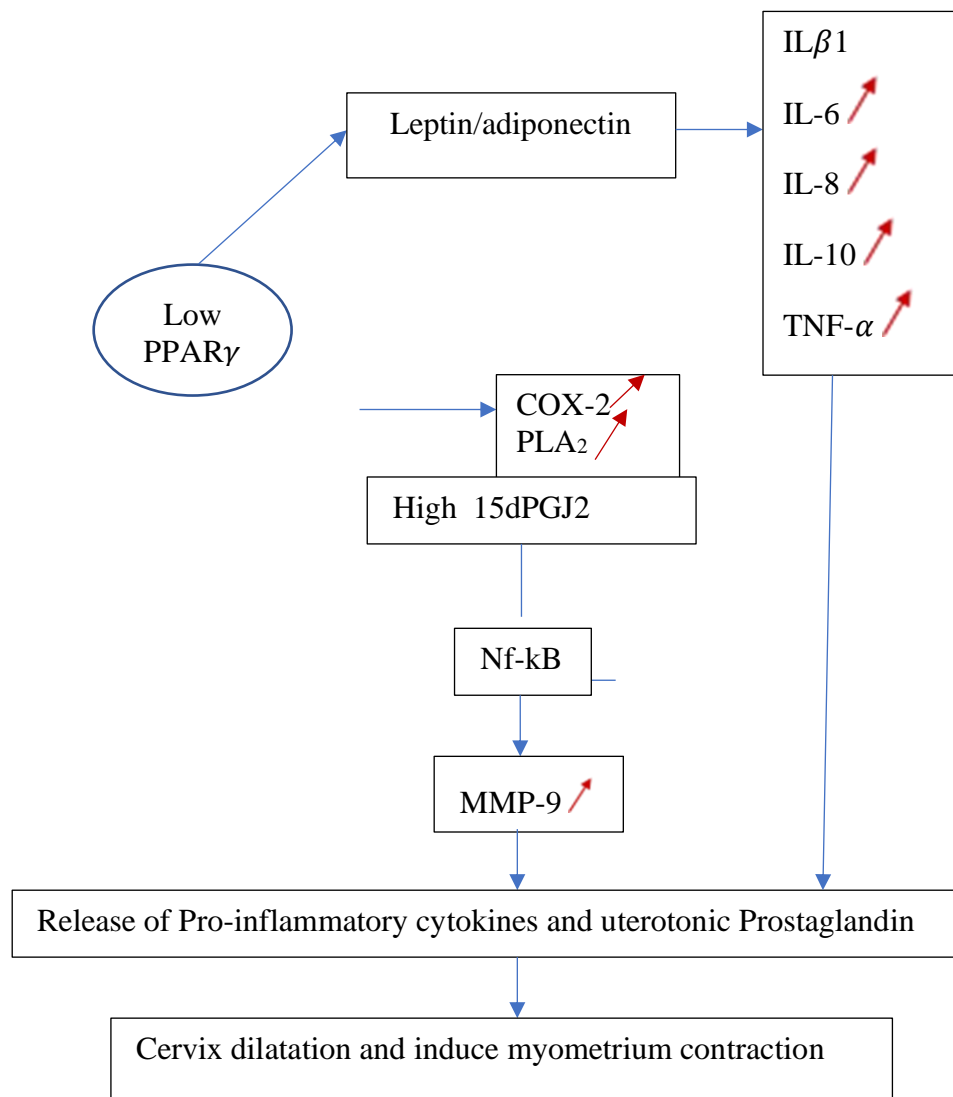 IL𝛽1
IL-6
IL-8
IL-10
TNF-𝛼
Leptin/adiponectin
Low
PPAR𝛾
COX-2
PLA₂
High 15dPGJ2
Nf-kB
MMP-9
Release of Pro-inflammatory cytokines and uterotonic Prostaglandin
Cervix dilatation and induce myometrium contraction